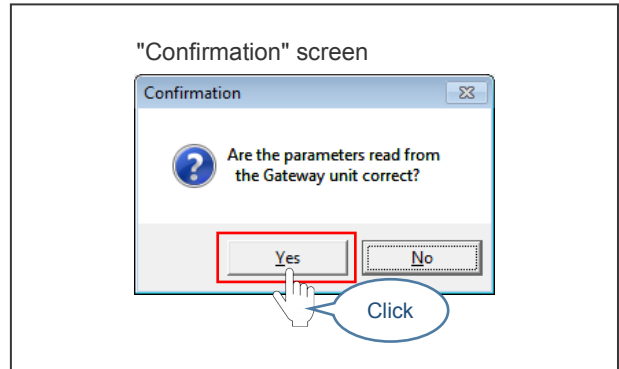 "Confirmation" screen
Confirmation
Are the parameters read from
the Gateway unit correct?
Yes
No
Click